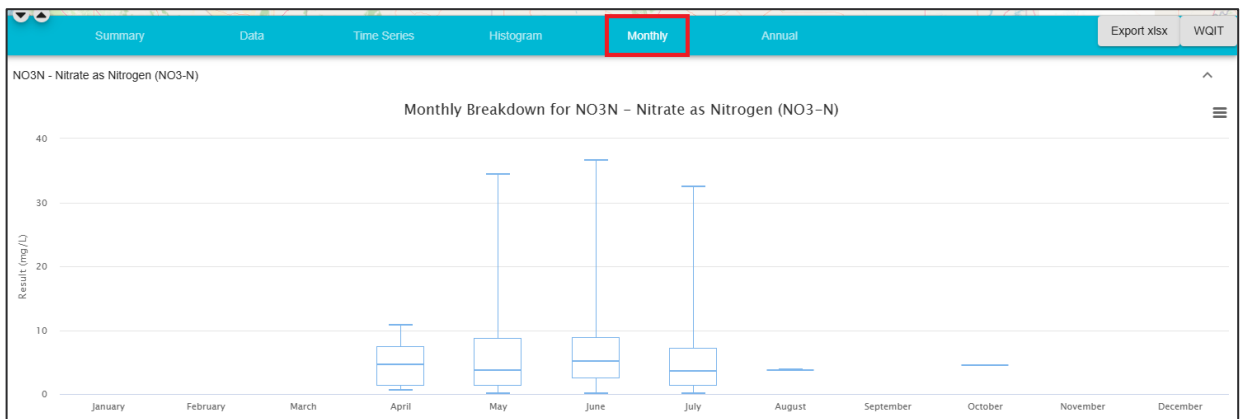 Summary Data Time Series Histogram Monthly Annual Export xlsx WQIT
NO3N - Nitrate as Nitrogen (NO3-N)
Monthly Breakdown for NO3N - Nitrate as Nitrogen (NO3-N)
40
30
20
10
0
Result (mg/L)
January February March April May June July August September October November December